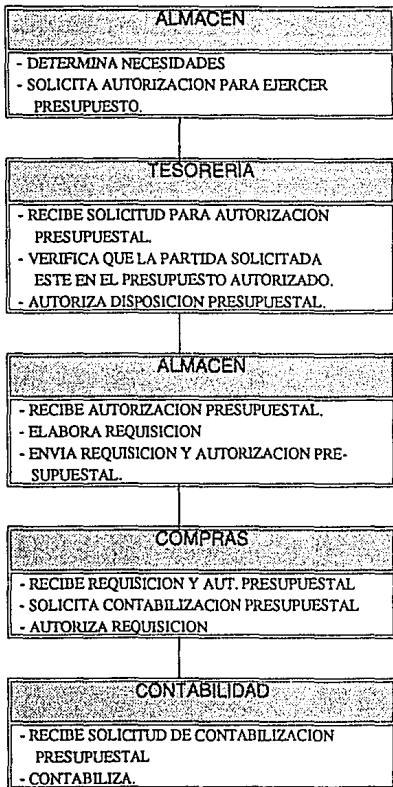 ALMACEN
- DETERMINA NECESIDADES
- SOLICITA AUTORIZACION PARA EJERCER
PRESUPUESTO.
TESORERIA
- RECIBE SOLICITUD PARA AUTORIZACION
PRESUPUESTAL.
- VERIFICA QUE LA PARTIDA SOLICITADA
ESTE EN EL PRESUPUESTO AUTORIZADO.
- AUTORIZA DISPOSICION PRESUPUESTAL.
ALMACEN
- RECIBE AUTORIZACION PRESUPUESTAL.
- ELABORA REQUISICION
- ENVIA REQUISICION Y AUTORIZACION PRE-
SUPUESTAL.
COMPRAS
- RECIBE REQUISICION Y AUT. PRESUPUESTAL
- SOLICITA CONTABILIZACION PRESUPUESTAL
- AUTORIZA REQUISICION
CONTABILIDAD
- RECIBE SOLICITUD DE CONTABILIZACION
PRESUPUESTAL
- CONTABILIZA.